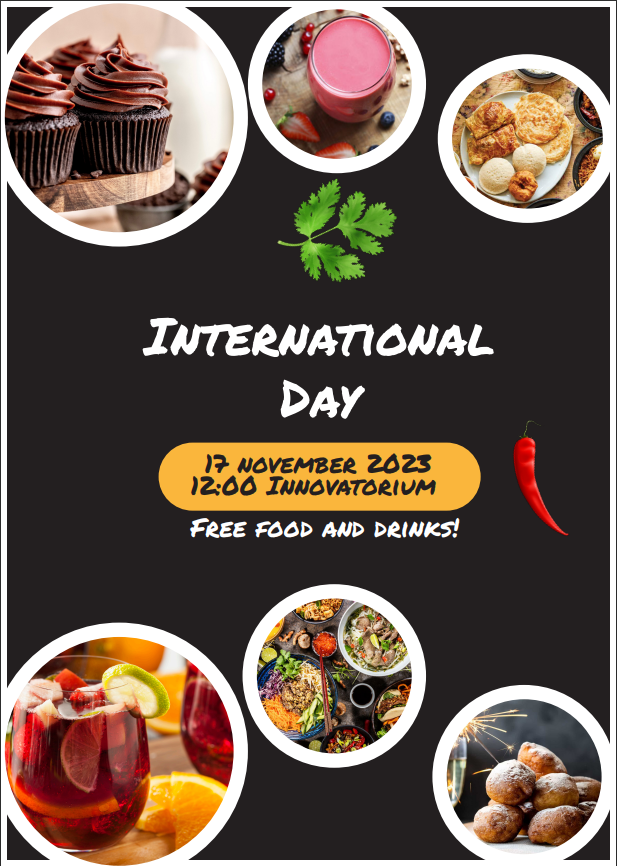 International
Day
17 november 2023
12:00 Innovatorium
Free food and drinks!